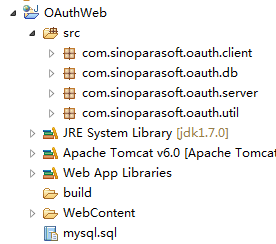 OAuthWeb
src
com.sinoparasoft.oauth.client
com.sinoparasoft.oauth.db
com.sinoparasoft.oauth.server
com.sinoparasoft.oauth.util
JRE System Library [jdk1.7.0]
Apache Tomcat v6.0 [Apache Tomcat
Web App Libraries
build
WebContent
mysql.sql